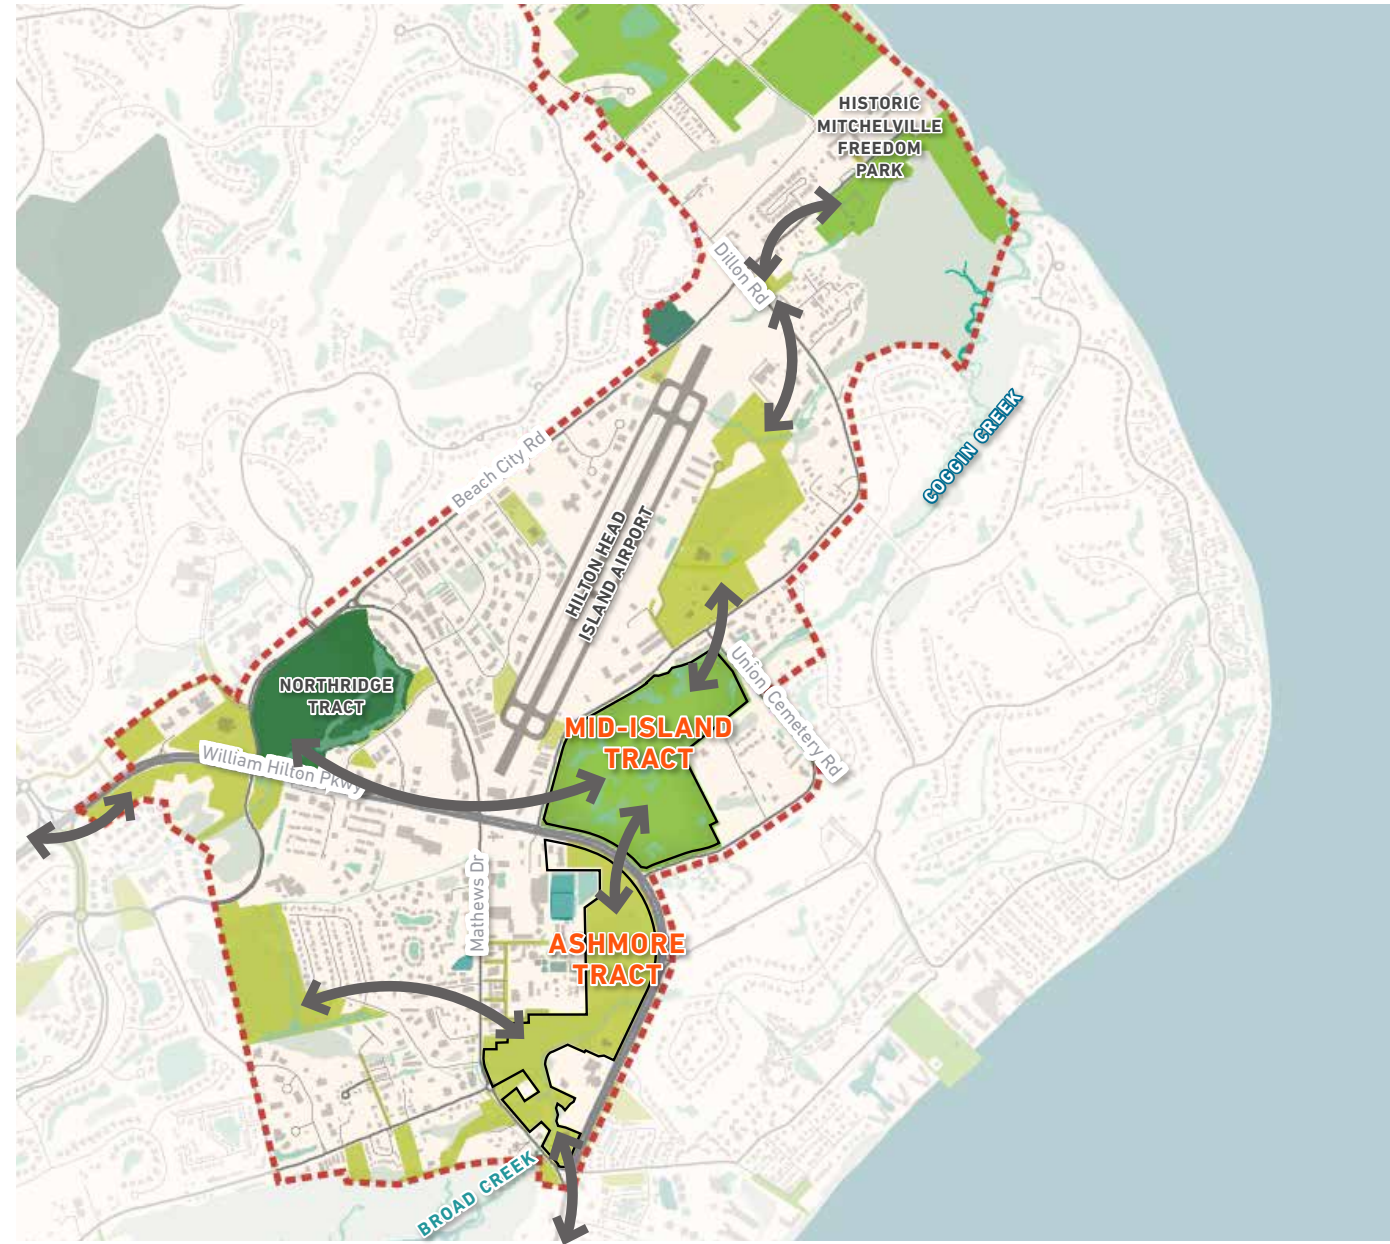 HISTORIC
MITCHELVILLE
FREEDOM
PARK
Dillon Rd
COGGIN CREEK
Beach City Rd
HILTON HEAD
ISLAND AIRPORT
NORTHRIDGE
TRACT
Union Cemetery Rd
MID-ISLAND
TRACT
William Hilton Pkwy
Mathews Dr
ASHMORE
TRACT
BROAD CREEK